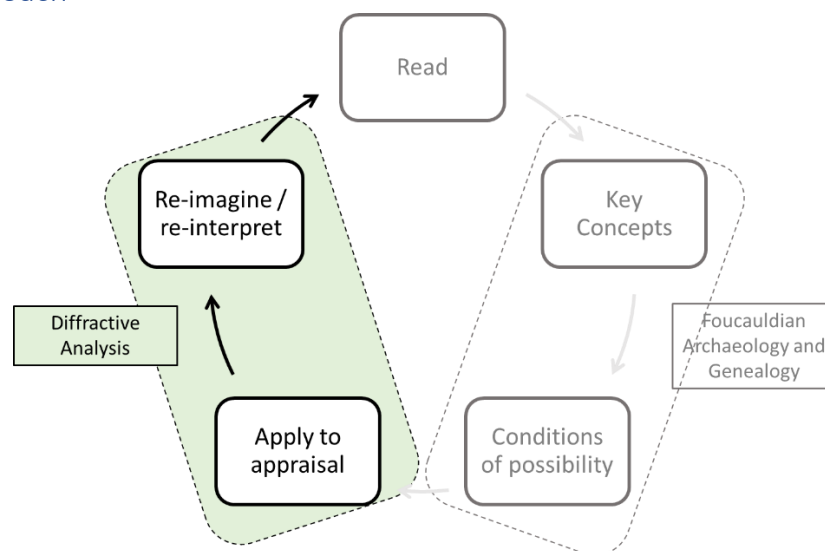 Read
Re-imagine /
re-interpret
Key
Concepts
Diffractive
Analysis
Foucauldian
Archaeology and
Genealogy
Apply to
appraisal
Conditions
of possibility